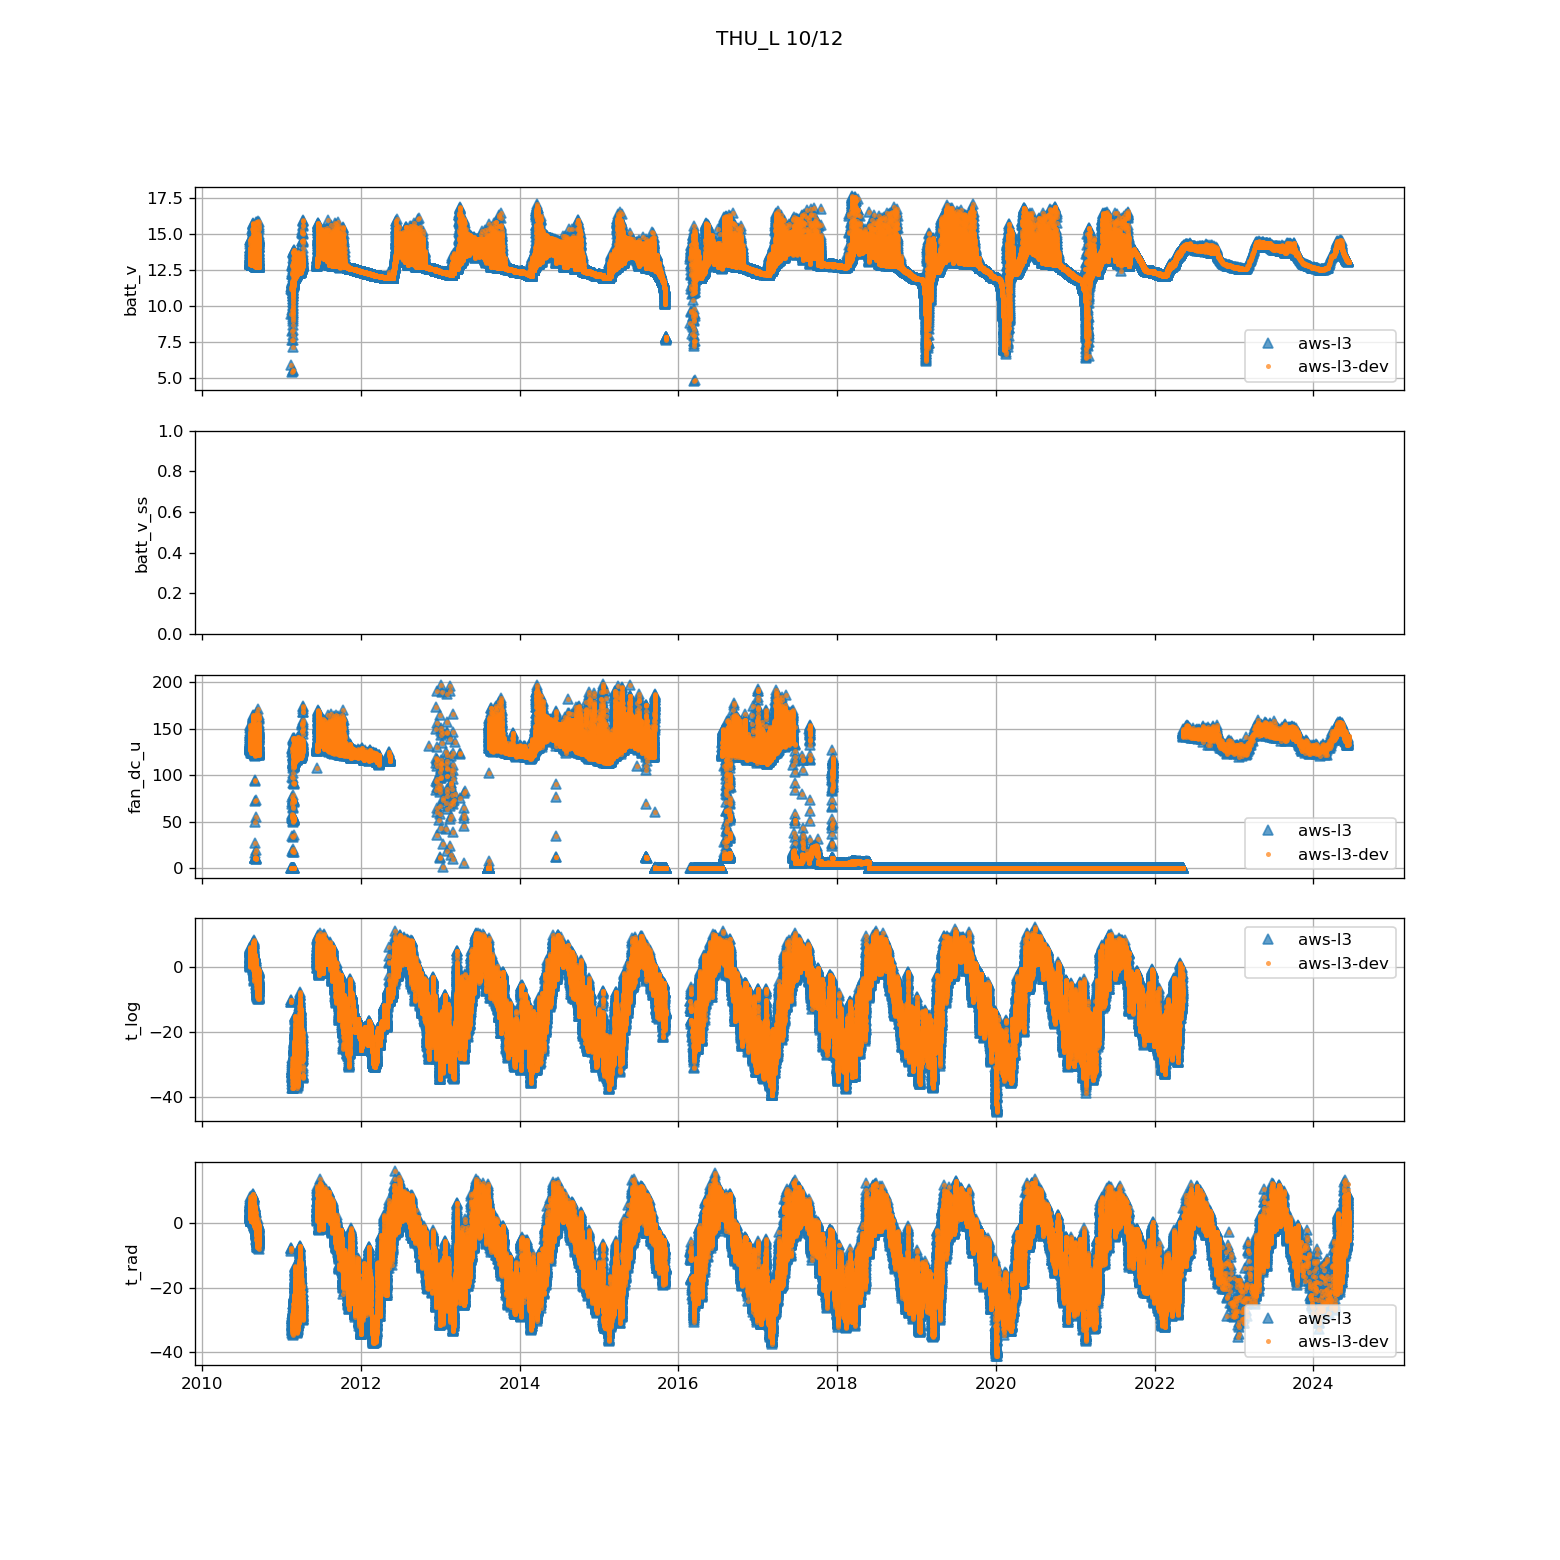 THU_L 10/12
17.5
15.0
12.5
10.0
7.5
5.0
batt_v
aws-l3
aws-l3-dev
1.0
0.8
0.6
0.4
0.2
0.0
batt_v_ss
200
150
100
50
0
fan_dc_u
aws-l3
aws-l3-dev
0
−20
−40
t_log
aws-l3
aws-l3-dev
0
−20
−40
t_rad
aws-l3
aws-l3-dev
2010 2012 2014 2016 2018 2020 2022 2024